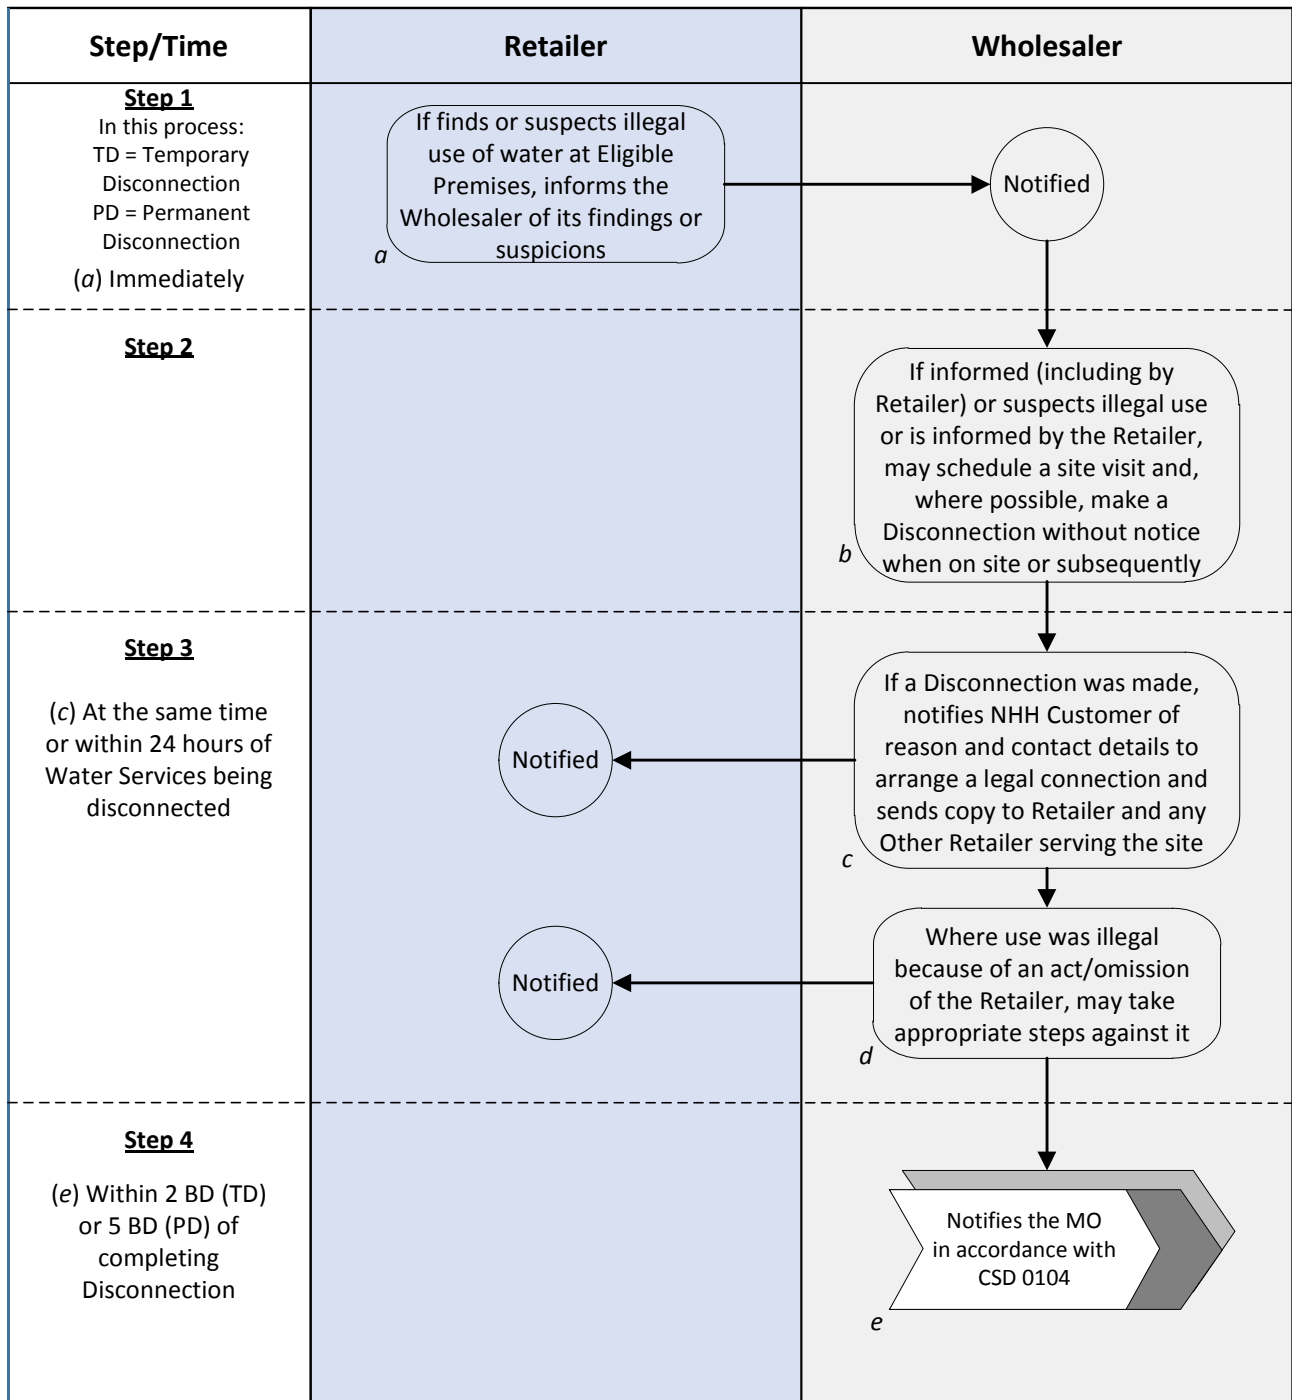 Step/Time
Retailer
Wholesaler
Step 1
In this process:
TD = Temporary
Disconnection
PD = Permanent
Disconnection
(a) Immediately
If finds or suspects illegal
use of water at Eligible
Premises, informs the
Wholesaler of its findings or
suspicions
a
Notified
Step 2
If informed (including by
Retailer) or suspects illegal use
or is informed by the Retailer,
may schedule a site visit and,
where possible, make a
Disconnection without notice
when on site or subsequently
b
Step 3
(c) At the same time
or within 24 hours of
Water Services being
disconnected
Notified
If a Disconnection was made,
notifies NHH Customer of
reason and contact details to
arrange a legal connection and
sends copy to Retailer and any
Other Retailer serving the site
c
Notified
Where use was illegal
because of an act/omission
of the Retailer, may take
appropriate steps against it
d
Step 4
(e) Within 2 BD (TD)
or 5 BD (PD) of
completing
Disconnection
Notifies the MO
in accordance with
CSD 0104
e